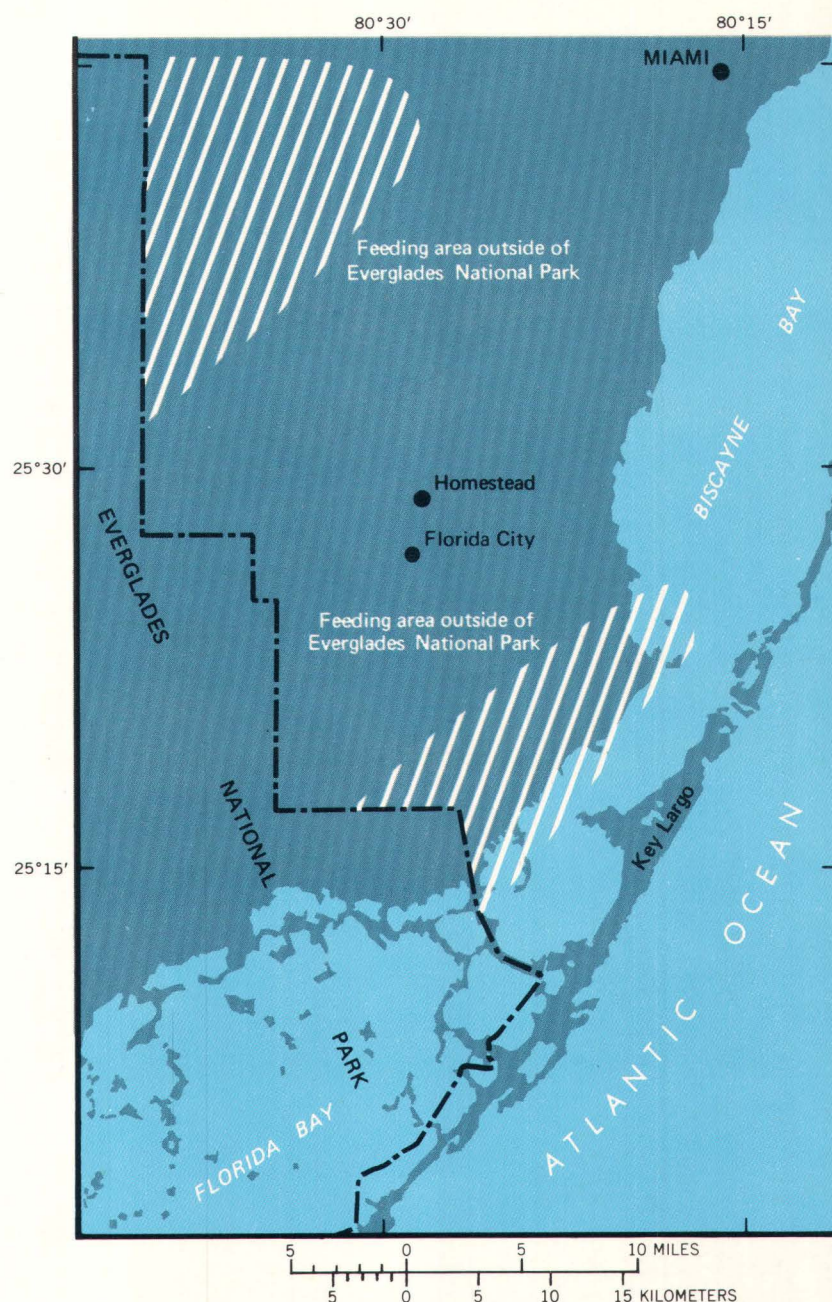 80°30′ 80°15′
MIAMI
Feeding area outside of
Everglades National Park
BAY
25°30′
Homestead
BISCAYNE
Florida City
EVERGLADES
Feeding area outside of
Everglades National Park
NATIONAL
Key Largo
25°15′
OCEAN
PARK
ATLANTIC
FLORIDA BAY
5 0 5 10 MILES
5 0 5 10 15 KILOMETERS